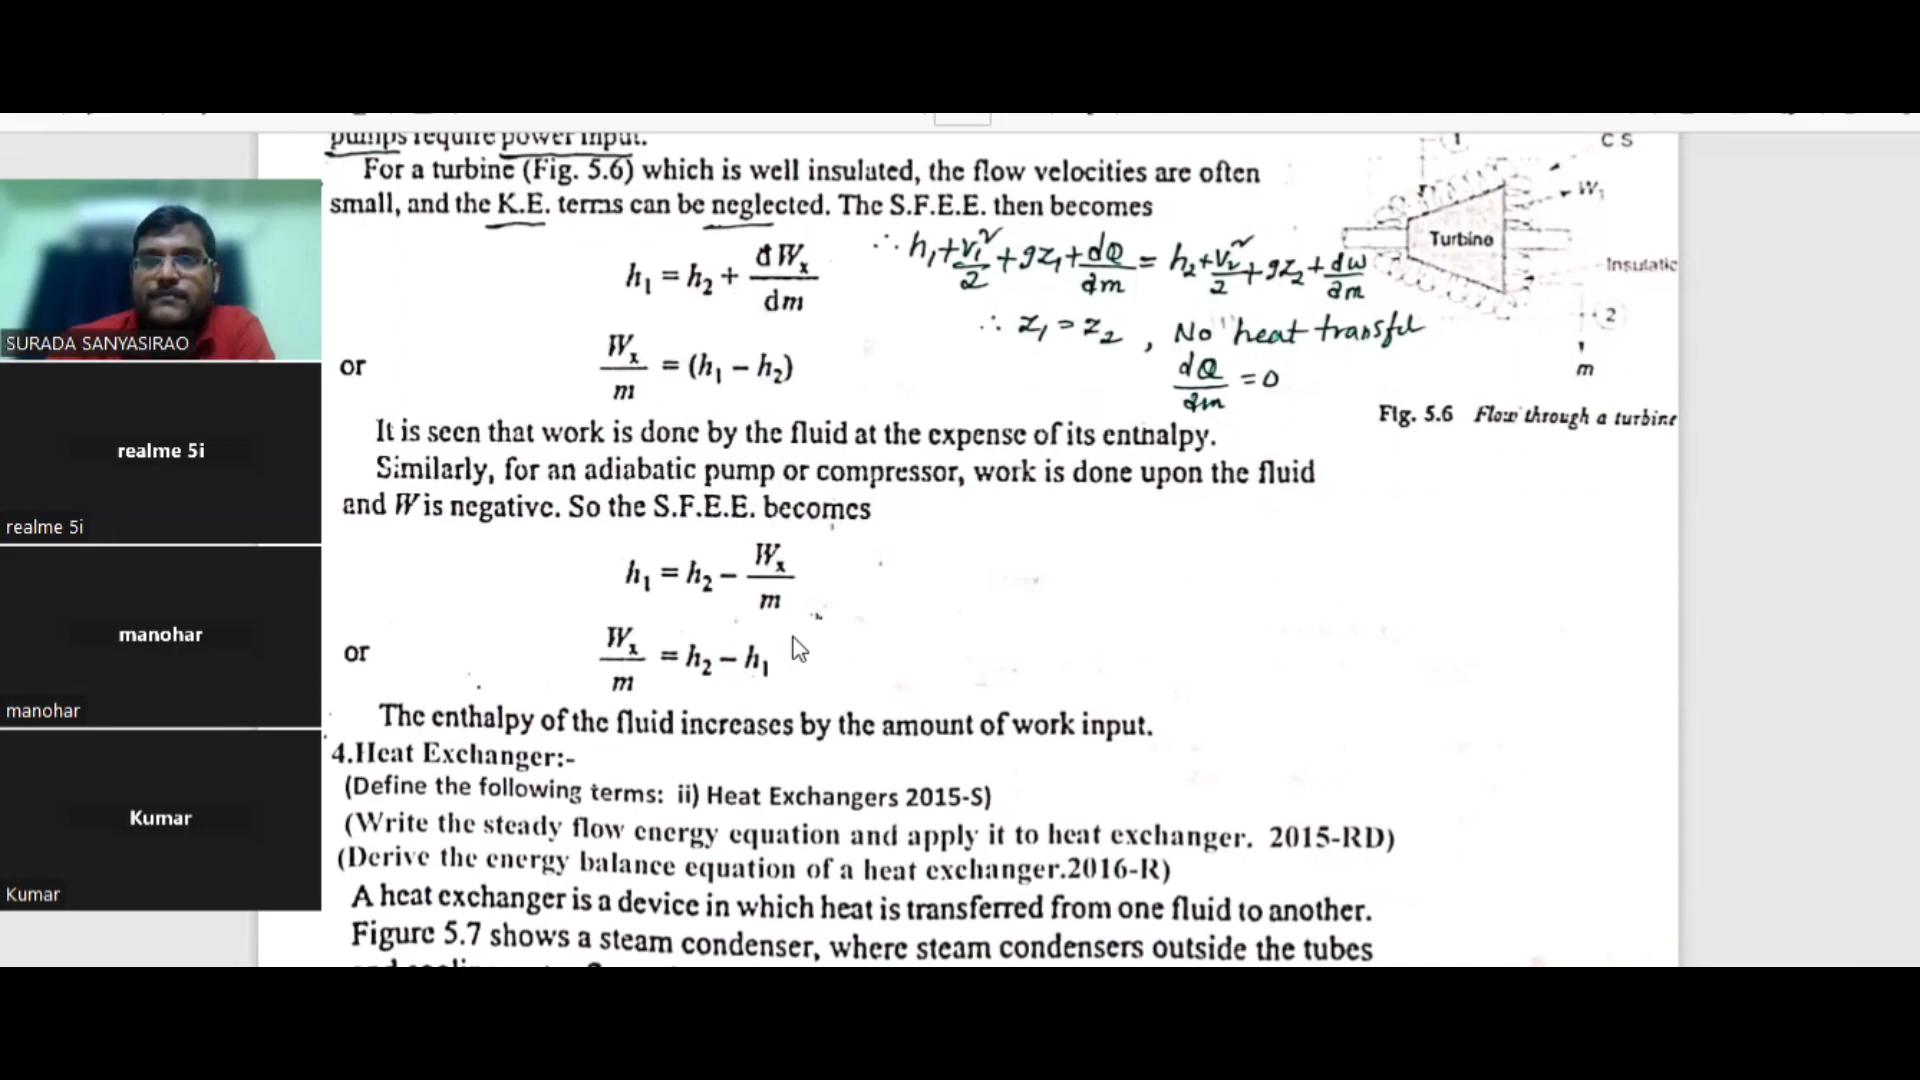 pumps require power input.
For a turbine (Fig. 5.6) which is well insulated, the flow velocities are often
small, and the K.E. terms can be neglected. The S.F.E.E. then becomes
h₁ = h₂ + đWₓ/dm
∴ h₁ + V₁²/2 + gz₁ + dQ/dm = h₂ + V₂²/2 + gz₂ + dw/dm
∴ z₁ = z₂ , No heat transfer
dQ/dm = 0
or Wₓ/m = (h₁ – h₂)
1
C S
W₁
Turbine
Insulatic
2
m
Fig. 5.6 Flow through a turbine
It is seen that work is done by the fluid at the expense of its enthalpy.
Similarly, for an adiabatic pump or compressor, work is done upon the fluid
and W is negative. So the S.F.E.E. becomes
h₁ = h₂ – Wₓ/m
or Wₓ/m = h₂ – h₁
The enthalpy of the fluid increases by the amount of work input.
4.Heat Exchanger:-
(Define the following terms: ii) Heat Exchangers 2015-S)
(Write the steady flow energy equation and apply it to heat exchanger. 2015-RD)
(Derive the energy balance equation of a heat exchanger.2016-R)
A heat exchanger is a device in which heat is transferred from one fluid to another.
Figure 5.7 shows a steam condenser, where steam condensers outside the tubes
SURADA SANYASIRAO
realme 5i
realme 5i
manohar
manohar
Kumar
Kumar